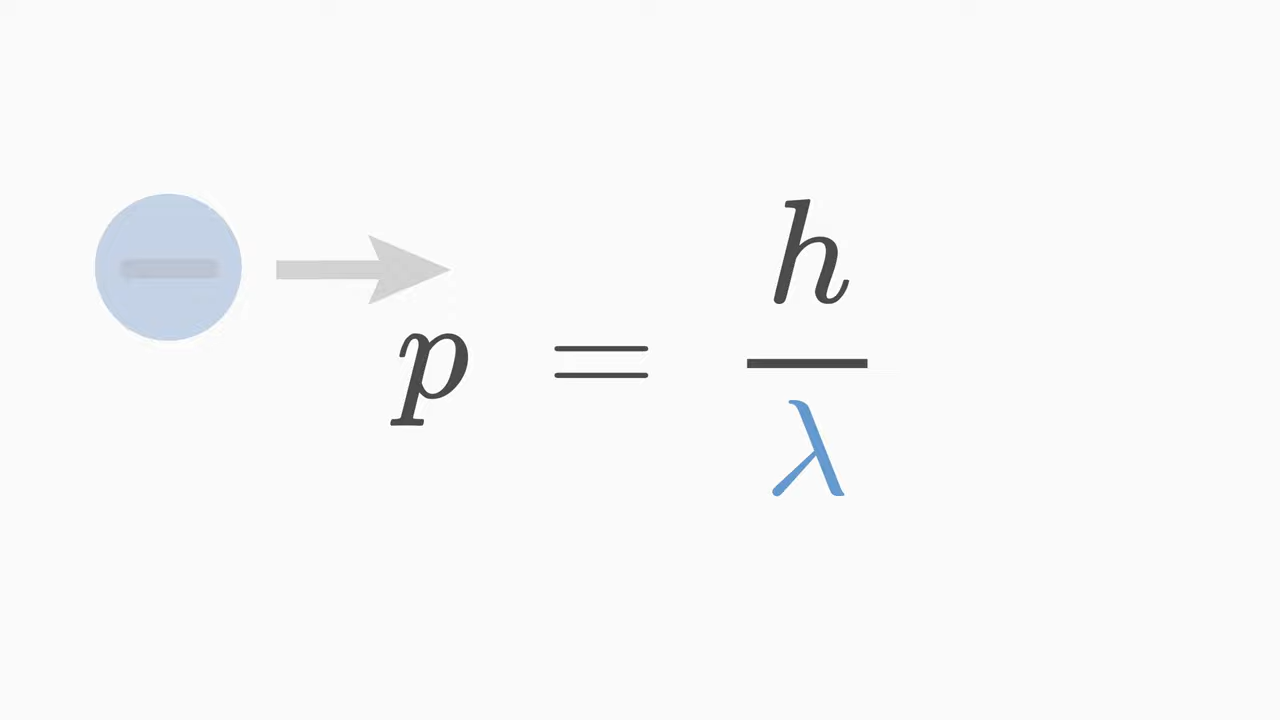 p = h/λ